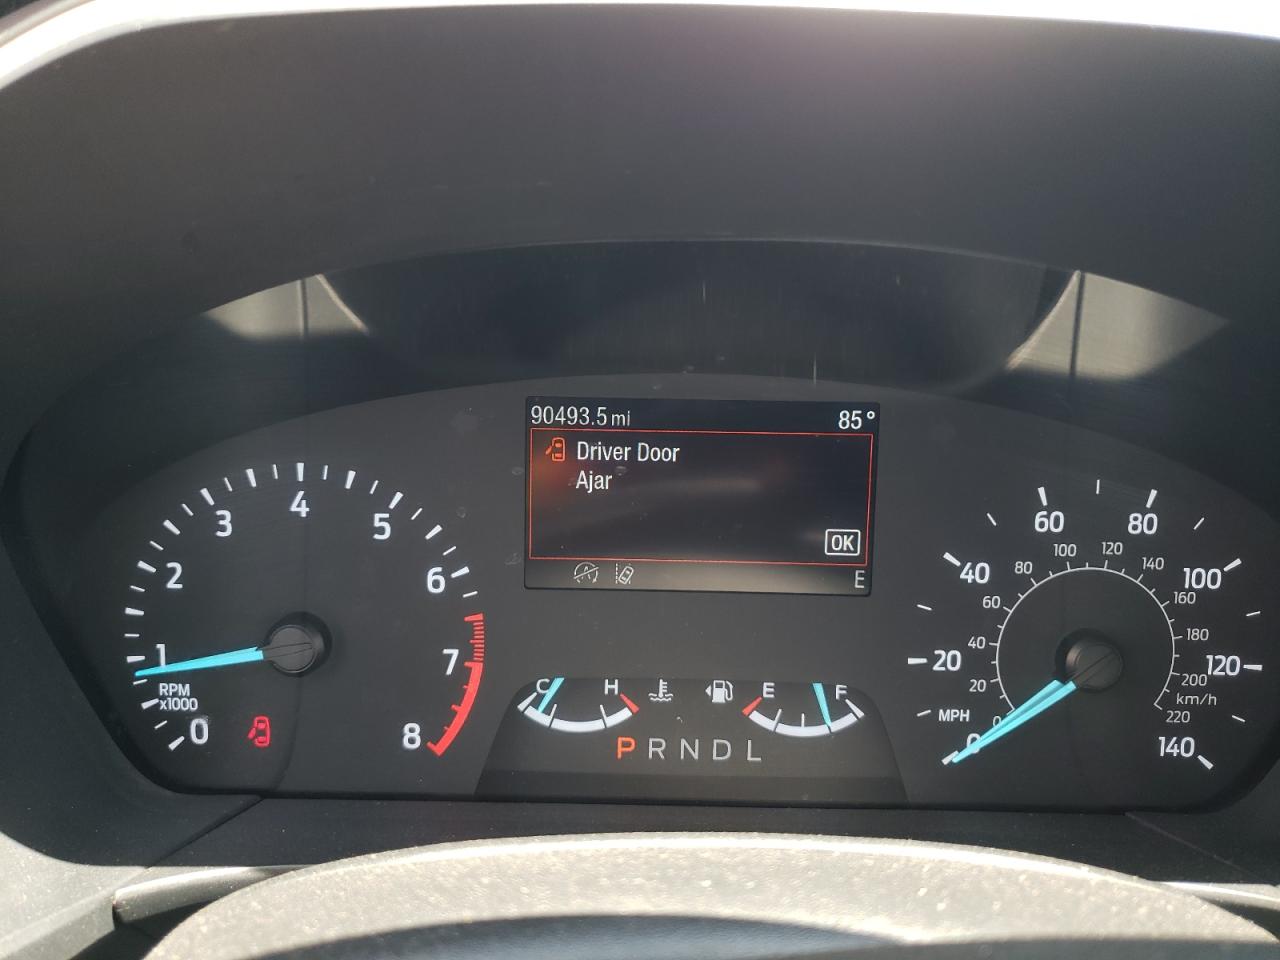 90493.5 mi 85°
Driver Door
Ajar
OK
E
0 1 2 3 4 5 6 7 8
RPM
x1000
C H E F
P R N D L
0 20 40 60 80 100 120 140
MPH
0 20 40 60 80 100 120 140 160 180 200 220
km/h